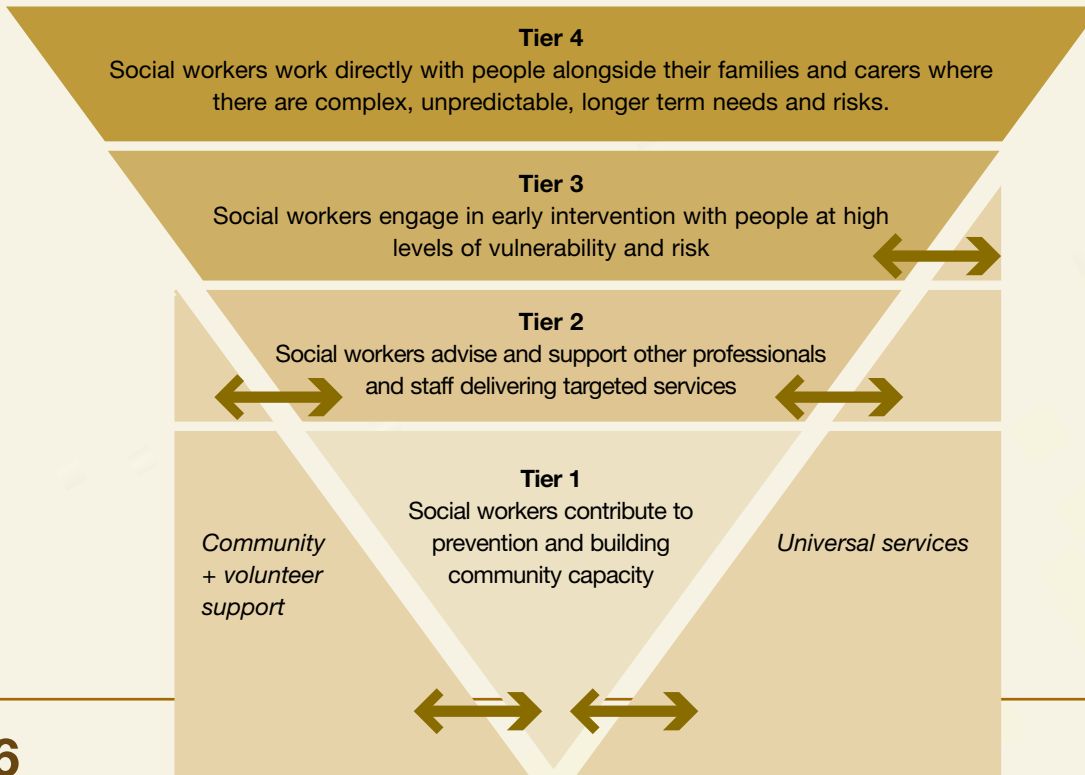 Tier 4
Social workers work directly with people alongside their families and carers where
there are complex, unpredictable, longer term needs and risks.
Tier 3
Social workers engage in early intervention with people at high
levels of vulnerability and risk
Tier 2
Social workers advise and support other professionals
and staff delivering targeted services
Tier 1
Social workers contribute to
prevention and building
community capacity
Community
+ volunteer
support
Universal services
6